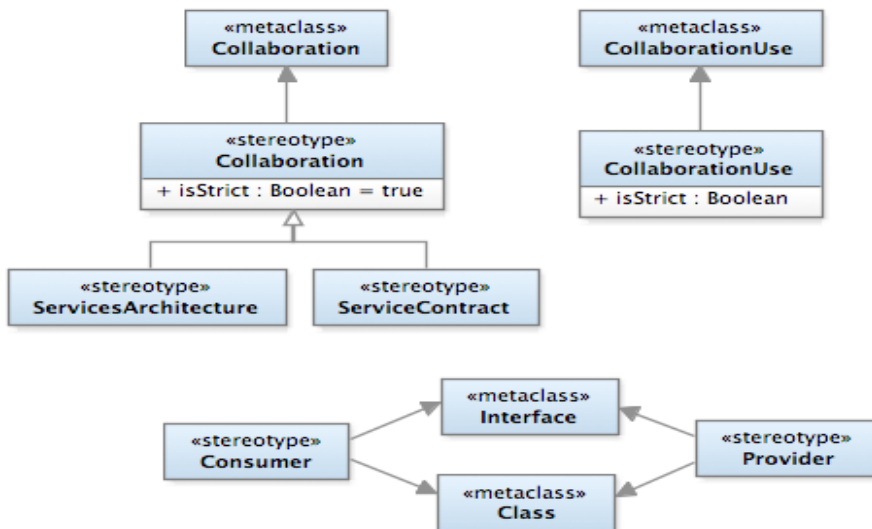 «metaclass»
Collaboration
«metaclass»
CollaborationUse
«stereotype»
Collaboration
+ isStrict : Boolean = true
«stereotype»
CollaborationUse
+ isStrict : Boolean
«stereotype»
ServicesArchitecture
«stereotype»
ServiceContract
«metaclass»
Interface
«stereotype»
Consumer
«stereotype»
Provider
«metaclass»
Class